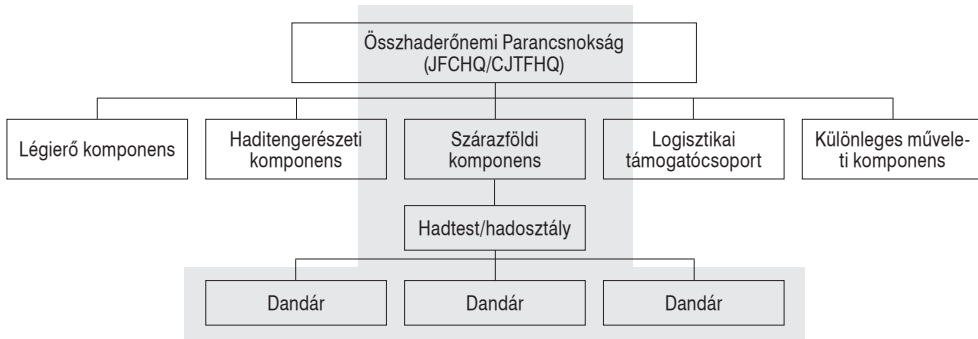 Összhaderőnemi Parancsnokság
(JFCHQ/CJTFHQ)
Légierő komponens
Haditengerészeti
komponens
Szárazföldi
komponens
Logisztikai
támogatócsoport
Különleges művele-
ti komponens
Hadtest/hadosztály
Dandár
Dandár
Dandár